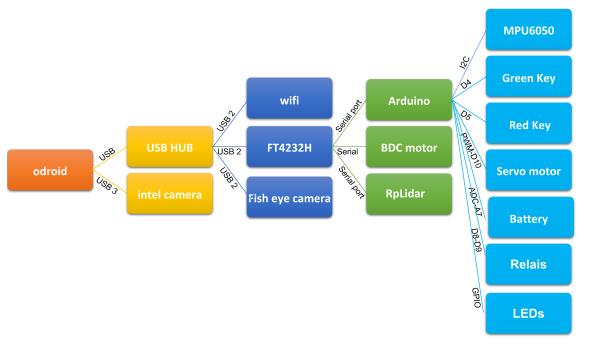 odroid
USB
USB 3
USB HUB
intel camera
USB 2
USB 2
USB 2
wifi
FT4232H
Fish eye camera
Serial port
Serial
Serial port
Arduino
BDC motor
RpLidar
I2C
D4
D5
PWM-D10
ADC-A7
D8-D9
GPIO
MPU6050
Green Key
Red Key
Servo motor
Battery
Relais
LEDs